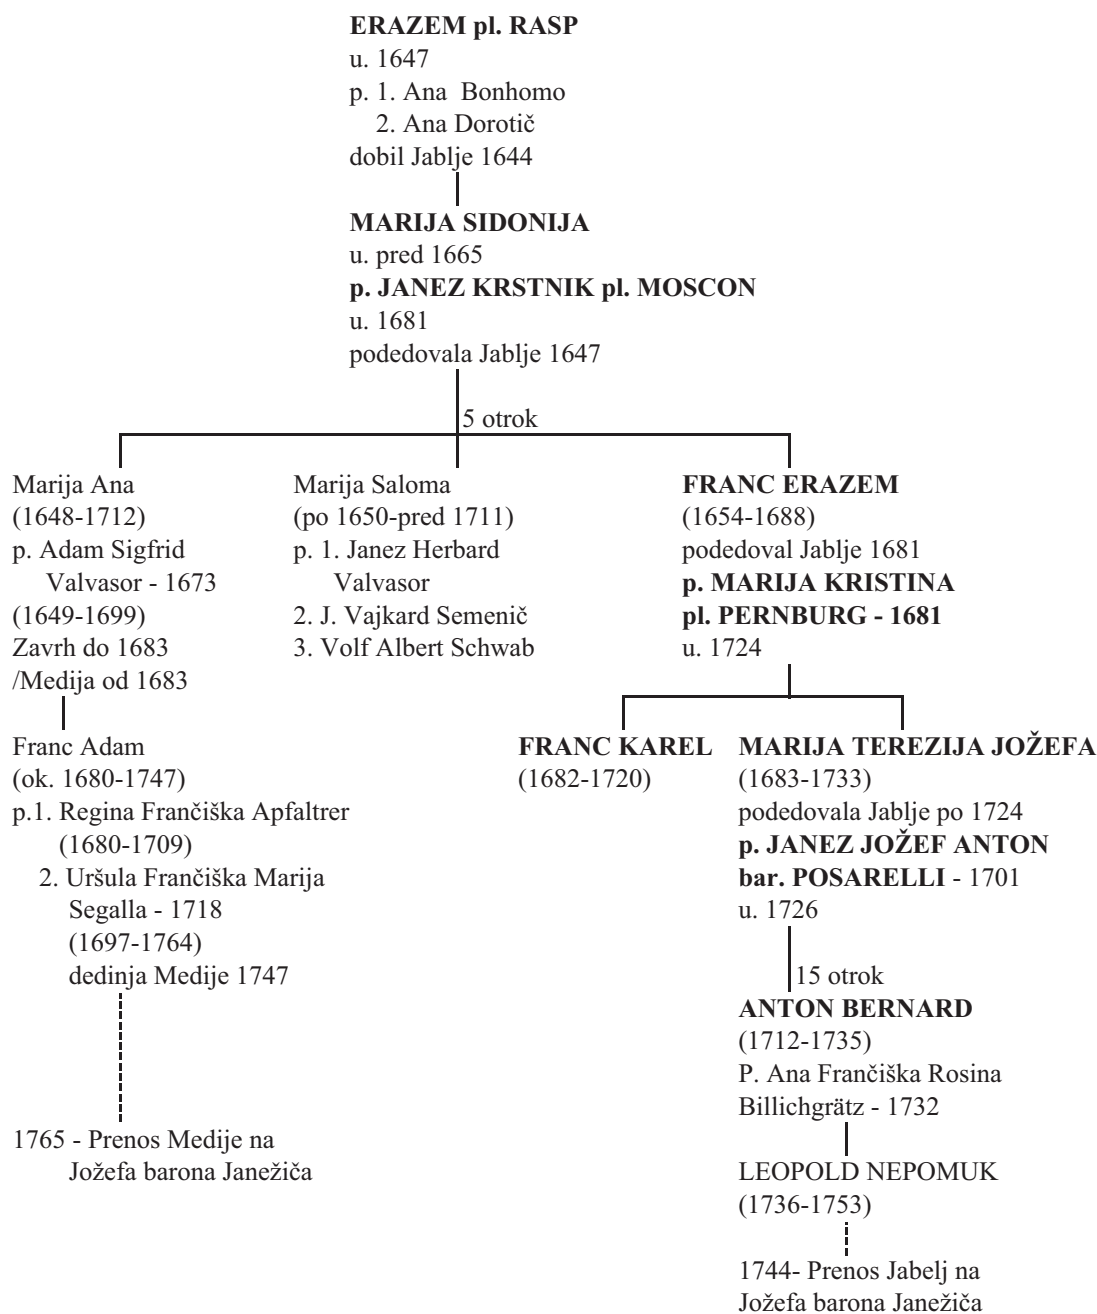 ERAZEM pl. RASP
u. 1647
p. 1. Ana Bonhomo
2. Ana Dorotič
dobil Jablje 1644
MARIJA SIDONIJA
u. pred 1665
p. JANEZ KRSTNIK pl. MOSCON
u. 1681
podedovala Jablje 1647
5 otrok
Marija Ana
(1648-1712)
p. Adam Sigfrid
Valvasor - 1673
(1649-1699)
Zavrh do 1683
/Medija od 1683
Marija Saloma
(po 1650-pred 1711)
p. 1. Janez Herbard
Valvasor
2. J. Vajkard Semenič
3. Volf Albert Schwab
FRANC ERAZEM
(1654-1688)
podedoval Jablje 1681
p. MARIJA KRISTINA
pl. PERNBURG - 1681
u. 1724
Franc Adam
(ok. 1680-1747)
p.1. Regina Frančiška Apfaltrer
(1680-1709)
2. Uršula Frančiška Marija
Segalla - 1718
(1697-1764)
dedinja Medije 1747
1765 - Prenos Medije na
Jožefa barona Janežiča
FRANC KAREL
(1682-1720)
MARIJA TEREZIJA JOŽEFA
(1683-1733)
podedovala Jablje po 1724
p. JANEZ JOŽEF ANTON
bar. POSARELLI - 1701
u. 1726
15 otrok
ANTON BERNARD
(1712-1735)
P. Ana Frančiška Rosina
Billichgrätz - 1732
LEOPOLD NEPOMUK
(1736-1753)
1744- Prenos Jabelj na
Jožefa barona Janežiča